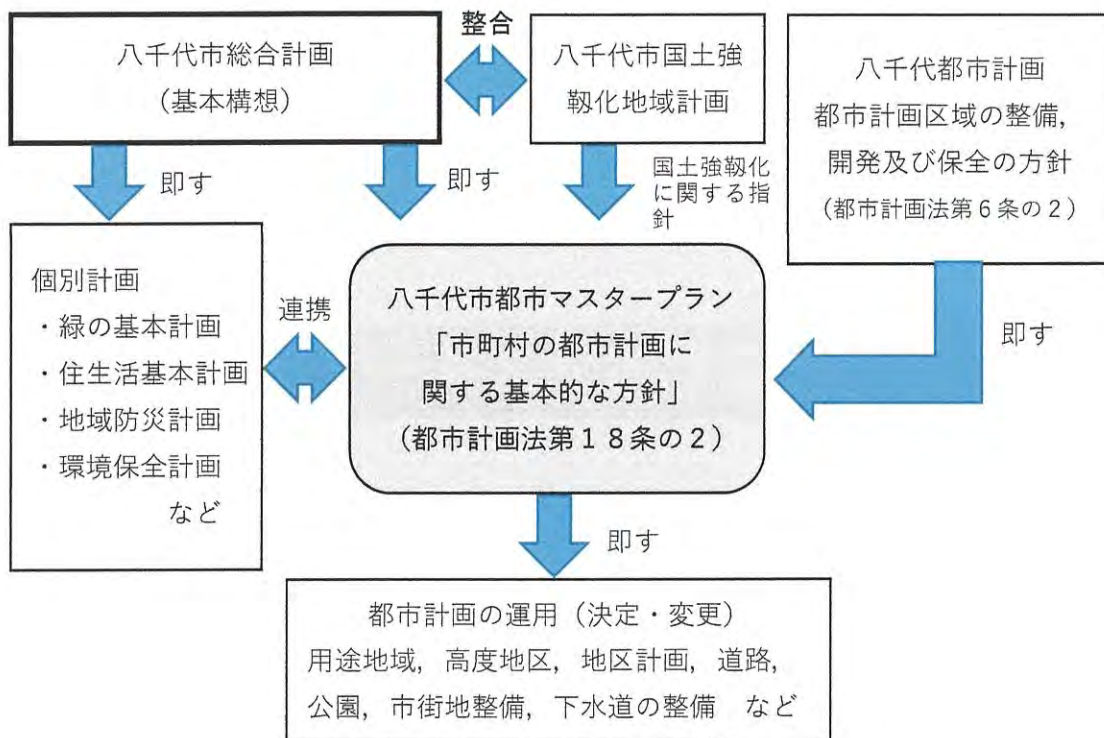 整合
八千代市総合計画
（基本構想）
八千代市国土強
靱化地域計画
八千代都市計画
都市計画区域の整備，
開発及び保全の方針
（都市計画法第６条の２）
即す
即す
国土強靱化
に関する指
針
個別計画
・緑の基本計画
・住生活基本計画
・地域防災計画
・環境保全計画
など
連携
八千代市都市マスタープラン
「市町村の都市計画に
関する基本的な方針」
（都市計画法第１８条の２）
即す
即す
都市計画の運用（決定・変更）
用途地域，高度地区，地区計画，道路，
公園，市街地整備，下水道の整備　など